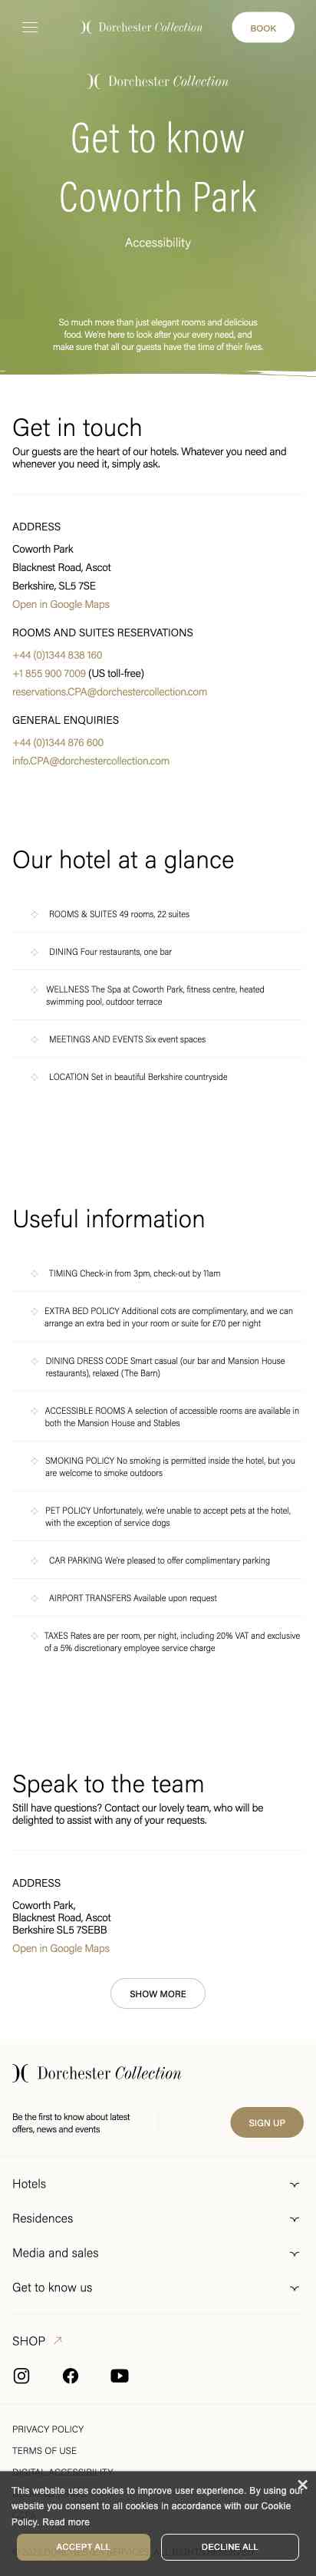 Dorchester Collection
BOOK
Dorchester Collection
Get to know
Coworth Park
Accessibility
So much more than just elegant rooms and delicious
food. We're here to look after your every need, and
make sure that all our guests have the time of their lives.
Get in touch
Our guests are the heart of our hotels. Whatever you need and
whenever you need it, simply ask.
ADDRESS
Coworth Park
Blacknest Road, Ascot
Berkshire, SL5 7SE
Open in Google Maps
ROOMS AND SUITES RESERVATIONS
+44 (0)1344 838 160
+1 855 900 7009 (US toll-free)
reservations.CPA@dorchestercollection.com
GENERAL ENQUIRIES
+44 (0)1344 876 600
info.CPA@dorchestercollection.com
Our hotel at a glance
ROOMS & SUITES 49 rooms, 22 suites
DINING Four restaurants, one bar
WELLNESS The Spa at Coworth Park, fitness centre, heated
swimming pool, outdoor terrace
MEETINGS AND EVENTS Six event spaces
LOCATION Set in beautiful Berkshire countryside
Useful information
TIMING Check-in from 3pm, check-out by 11am
EXTRA BED POLICY Additional cots are complimentary, and we can
arrange an extra bed in your room or suite for £70 per night
DINING DRESS CODE Smart casual (our bar and Mansion House
restaurants), relaxed (The Barn)
ACCESSIBLE ROOMS A selection of accessible rooms are available in
both the Mansion House and Stables
SMOKING POLICY No smoking is permitted inside the hotel, but you
are welcome to smoke outdoors
PET POLICY Unfortunately, we're unable to accept pets at the hotel,
with the exception of service dogs
CAR PARKING We're pleased to offer complimentary parking
AIRPORT TRANSFERS Available upon request
TAXES Rates are per room, per night, including 20% VAT and exclusive
of a 5% discretionary employee service charge
Speak to the team
Still have questions? Contact our lovely team, who will be
delighted to assist with any of your requests.
ADDRESS
Coworth Park,
Blacknest Road, Ascot
Berkshire SL5 7SEBB
Open in Google Maps
SHOW MORE
Dorchester Collection
Be the first to know about latest
offers, news and events
SIGN UP
Hotels
Residences
Media and sales
Get to know us
SHOP
PRIVACY POLICY
TERMS OF USE
DIGITAL ACCESSIBILITY
This website uses cookies to improve user experience. By using our
website you consent to all cookies in accordance with our Cookie
Policy. Read more
ACCEPT ALL
DECLINE ALL